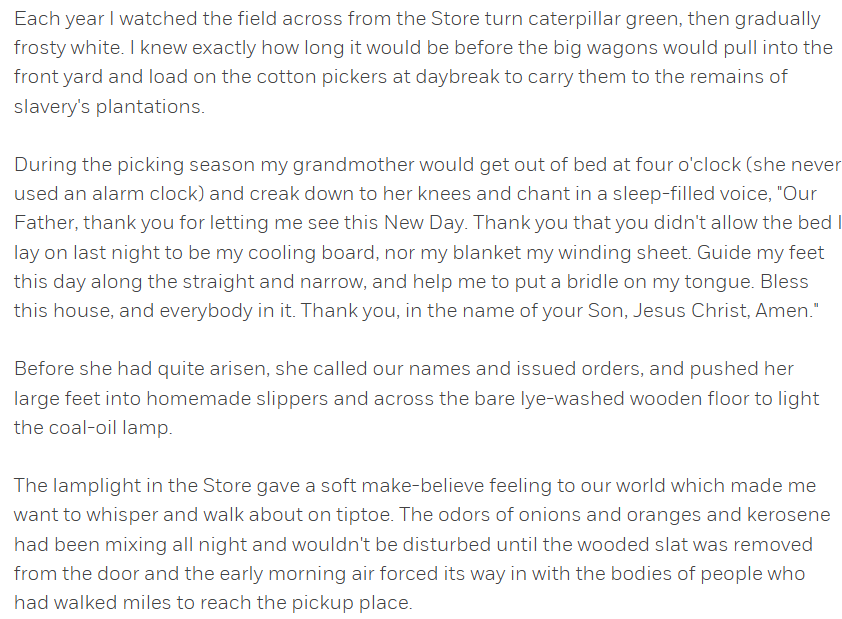 Each year I watched the field across from the Store turn caterpillar green, then gradually
frosty white. I knew exactly how long it would be before the big wagons would pull into the
front yard and load on the cotton pickers at daybreak to carry them to the remains of
slavery's plantations.
During the picking season my grandmother would get out of bed at four o'clock (she never
used an alarm clock) and creak down to her knees and chant in a sleep-filled voice, "Our
Father, thank you for letting me see this New Day. Thank you that you didn't allow the bed I
lay on last night to be my cooling board, nor my blanket my winding sheet. Guide my feet
this day along the straight and narrow, and help me to put a bridle on my tongue. Bless
this house, and everybody in it. Thank you, in the name of your Son, Jesus Christ, Amen."
Before she had quite arisen, she called our names and issued orders, and pushed her
large feet into homemade slippers and across the bare lye-washed wooden floor to light
the coal-oil lamp.
The lamplight in the Store gave a soft make-believe feeling to our world which made me
want to whisper and walk about on tiptoe. The odors of onions and oranges and kerosene
had been mixing all night and wouldn't be disturbed until the wooded slat was removed
from the door and the early morning air forced its way in with the bodies of people who
had walked miles to reach the pickup place.